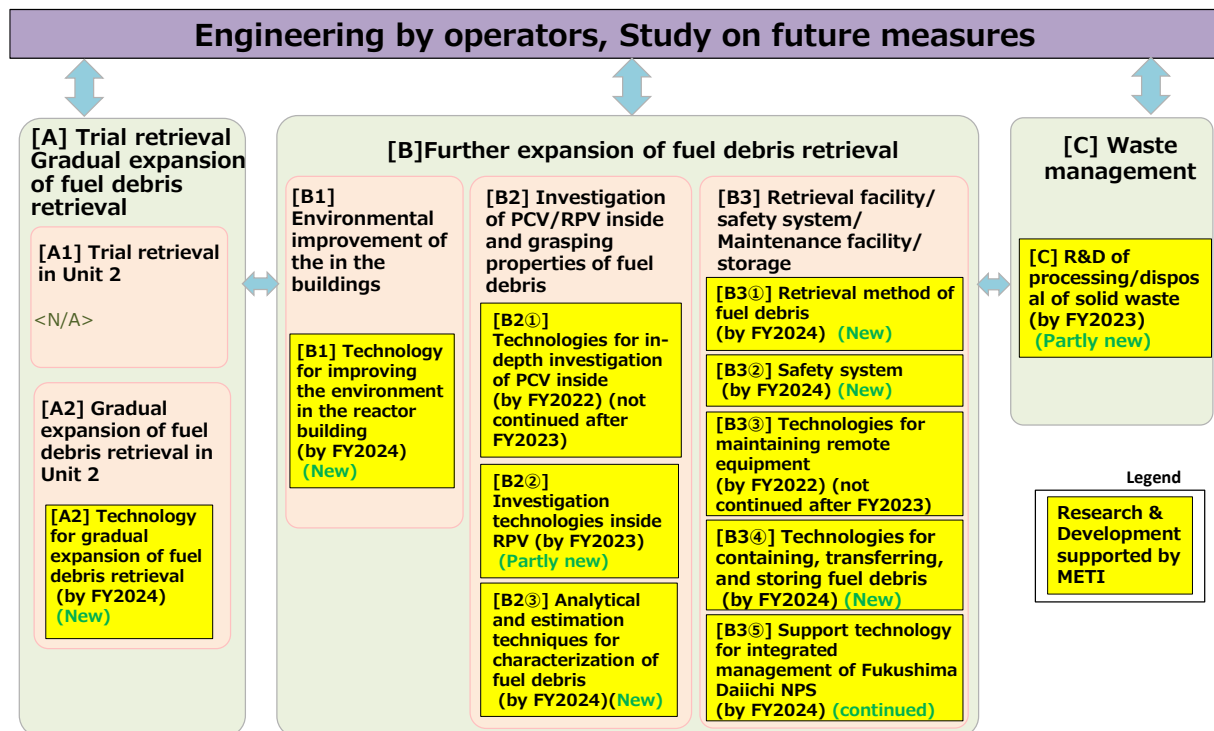 Engineering by operators, Study on future measures
[A] Trial retrieval
Gradual expansion
of fuel debris
retrieval
[A1] Trial retrieval
in Unit 2
<N/A>
[A2] Gradual
expansion of fuel
debris retrieval in
Unit 2
[A2] Technology
for gradual
expansion of fuel
debris retrieval
(by FY2024)
(New)
[B]Further expansion of fuel debris retrieval
[B1]
Environmental
improvement of
the in the
buildings
[B1] Technology
for improving
the environment
in the reactor
building
(by FY2024)
(New)
[B2] Investigation
of PCV/RPV inside
and grasping
properties of fuel
debris
[B2①]
Technologies for in-
depth investigation
of PCV inside
(by FY2022) (not
continued after
FY2023)
[B2②]
Investigation
technologies inside
RPV (by FY2023)
(Partly new)
[B2③] Analytical
and estimation
techniques for
characterization of
fuel debris
(by FY2024)(New)
[B3] Retrieval facility/
safety system/
Maintenance facility/
storage
[B3①] Retrieval method of
fuel debris
(by FY2024) (New)
[B3②] Safety system
(by FY2024) (New)
[B3③] Technologies for
maintaining remote
equipment
(by FY2022) (not
continued after FY2023)
[B3④] Technologies for
containing, transferring,
and storing fuel debris
(by FY2024) (New)
[B3⑤] Support technology
for integrated
management of Fukushima
Daiichi NPS
(by FY2024) (continued)
[C] Waste
management
[C] R&D of
processing/dispos
al of solid waste
(by FY2023)
(Partly new)
Legend
Research &
Development
supported by
METI